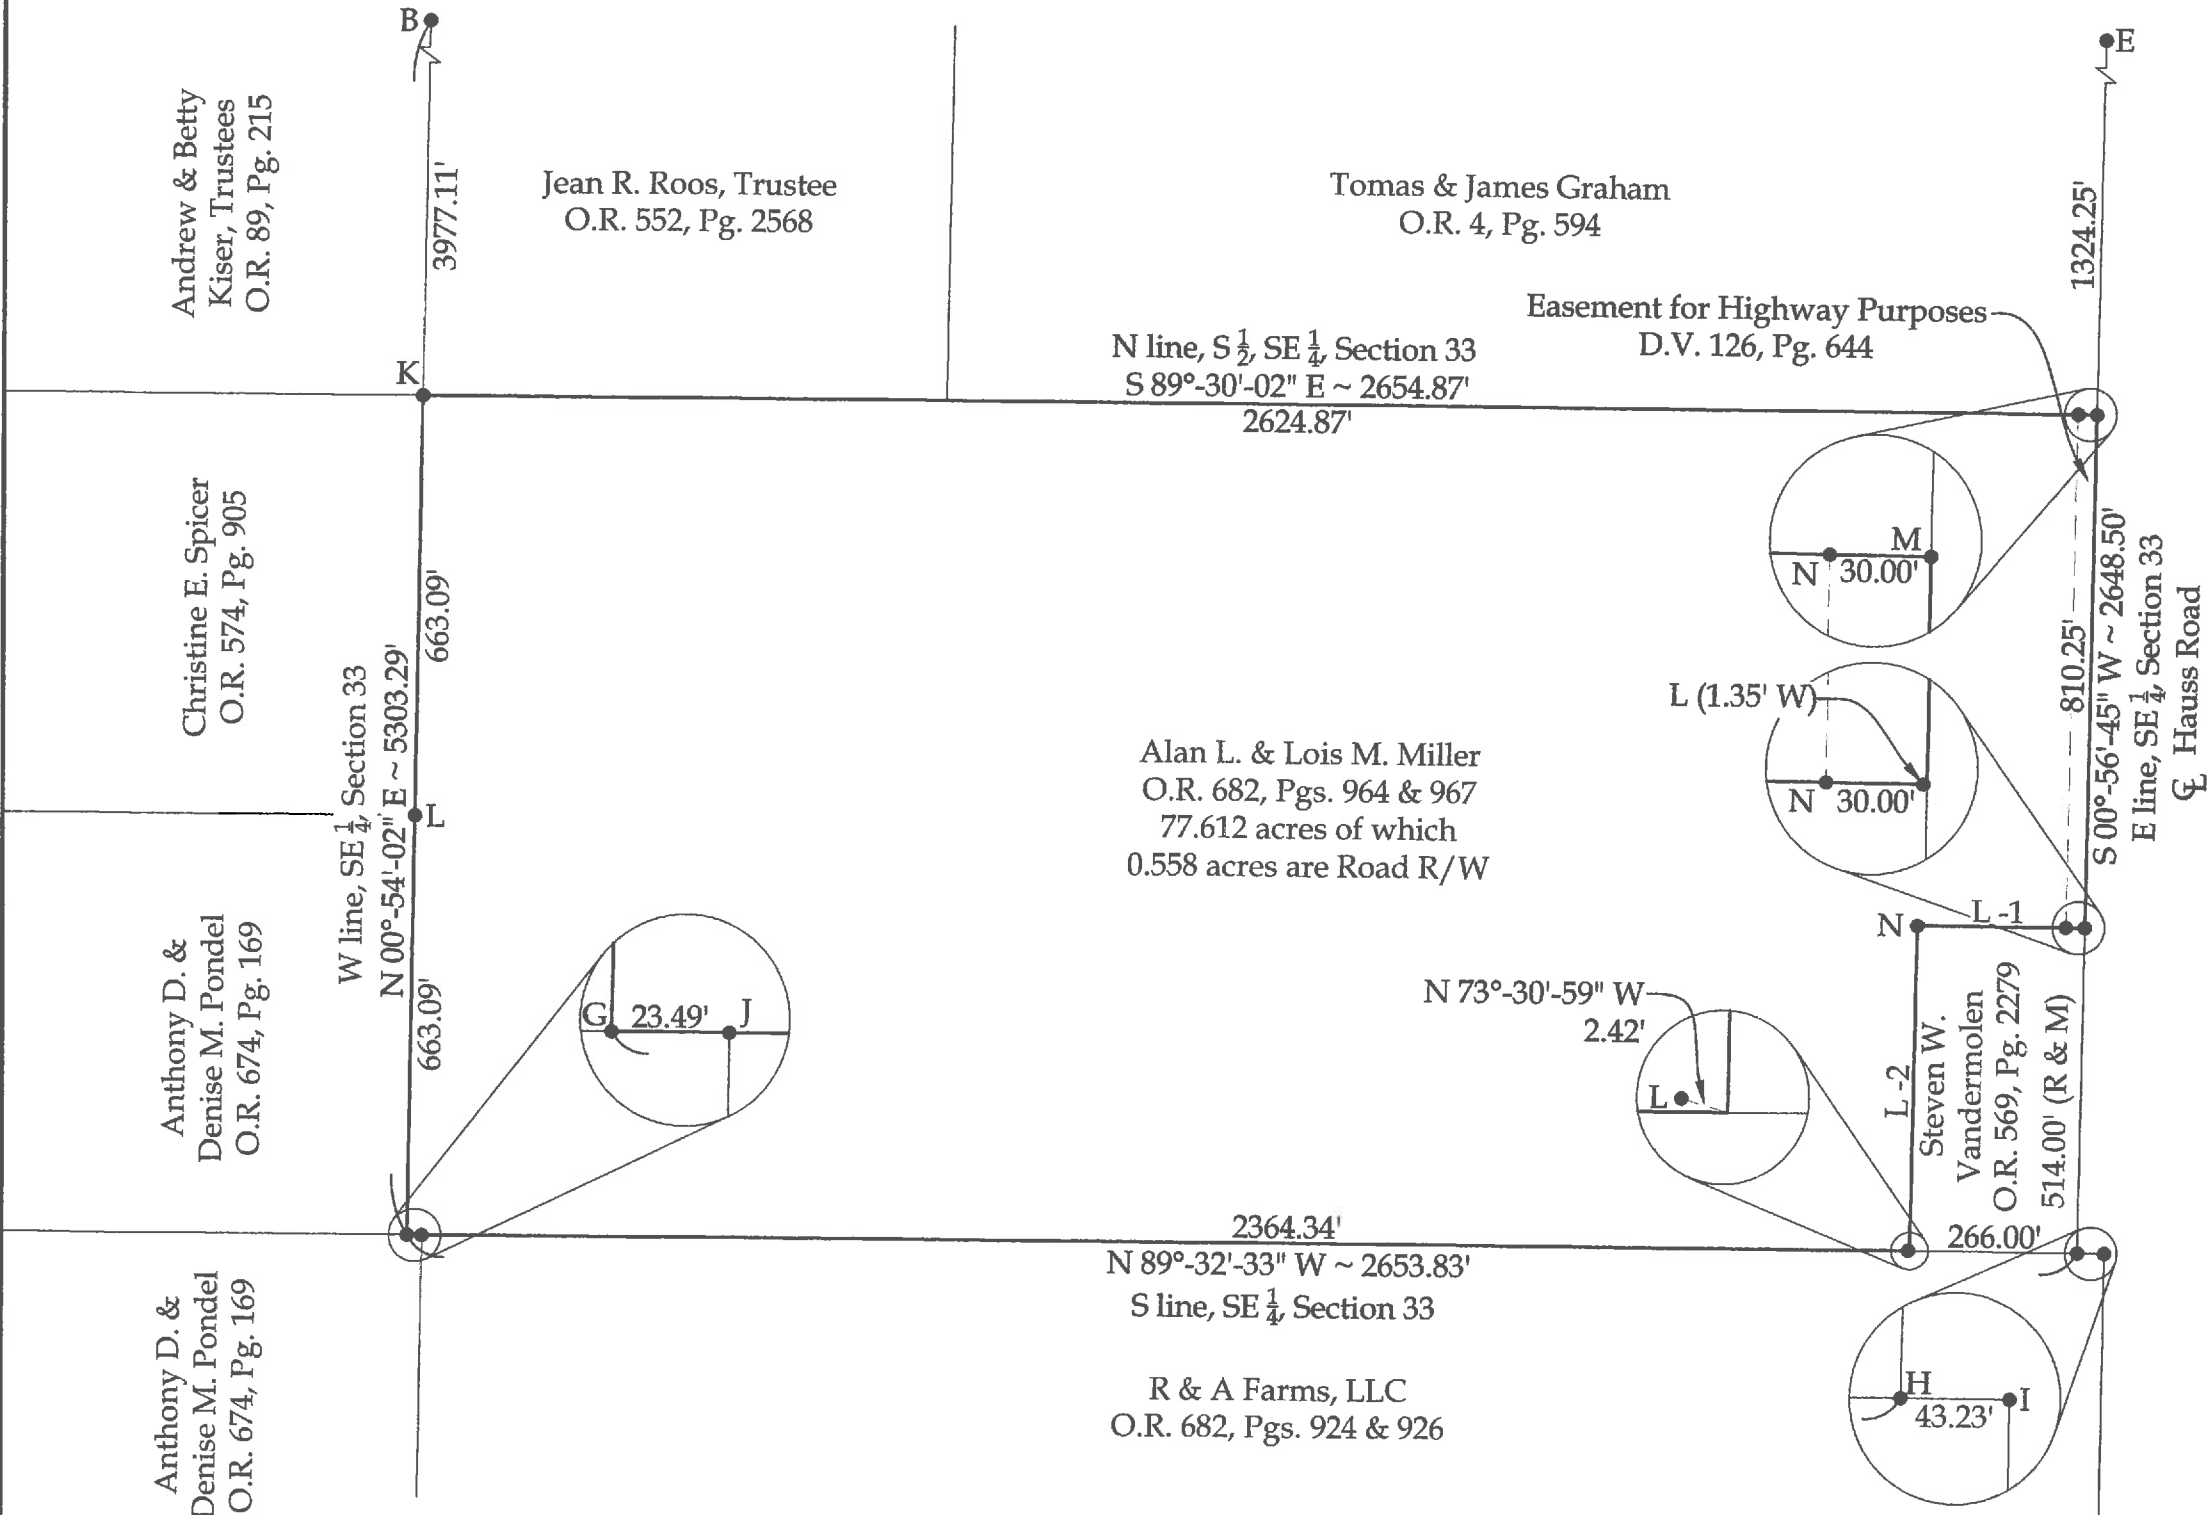 B
E
Andrew & Betty
Kiser, Trustees
O.R. 89, Pg. 215
3977.11'
Jean R. Roos, Trustee
O.R. 552, Pg. 2568
Tomas & James Graham
O.R. 4, Pg. 594
1324.25'
Easement for Highway Purposes
D.V. 126, Pg. 644
K
N line, S 1/2, SE 1/4, Section 33
S 89°-30'-02" E ~ 2654.87'
2624.87'
M
N 30.00'
Christine E. Spicer
O.R. 574, Pg. 905
663.09'
W line, SE 1/4, Section 33
N 00°-54'-02" E ~ 5303.29'
L
L (1.35' W)
N 30.00'
810.25'
S 00°-56'-45" W ~ 2648.50'
E line, SE 1/4, Section 33
℄ Hauss Road
Alan L. & Lois M. Miller
O.R. 682, Pgs. 964 & 967
77.612 acres of which
0.558 acres are Road R/W
Anthony D. &
Denise M. Pondel
O.R. 674, Pg. 169
663.09'
G 23.49' J
N
L -1
N 73°-30'-59" W
2.42'
L
L -2
Steven W.
Vandermolen
O.R. 569, Pg. 2279
514.00' (R & M)
2364.34'
266.00'
N 89°-32'-33" W ~ 2653.83'
S line, SE 1/4, Section 33
Anthony D. &
Denise M. Pondel
O.R. 674, Pg. 169
R & A Farms, LLC
O.R. 682, Pgs. 924 & 926
H
I
43.23'